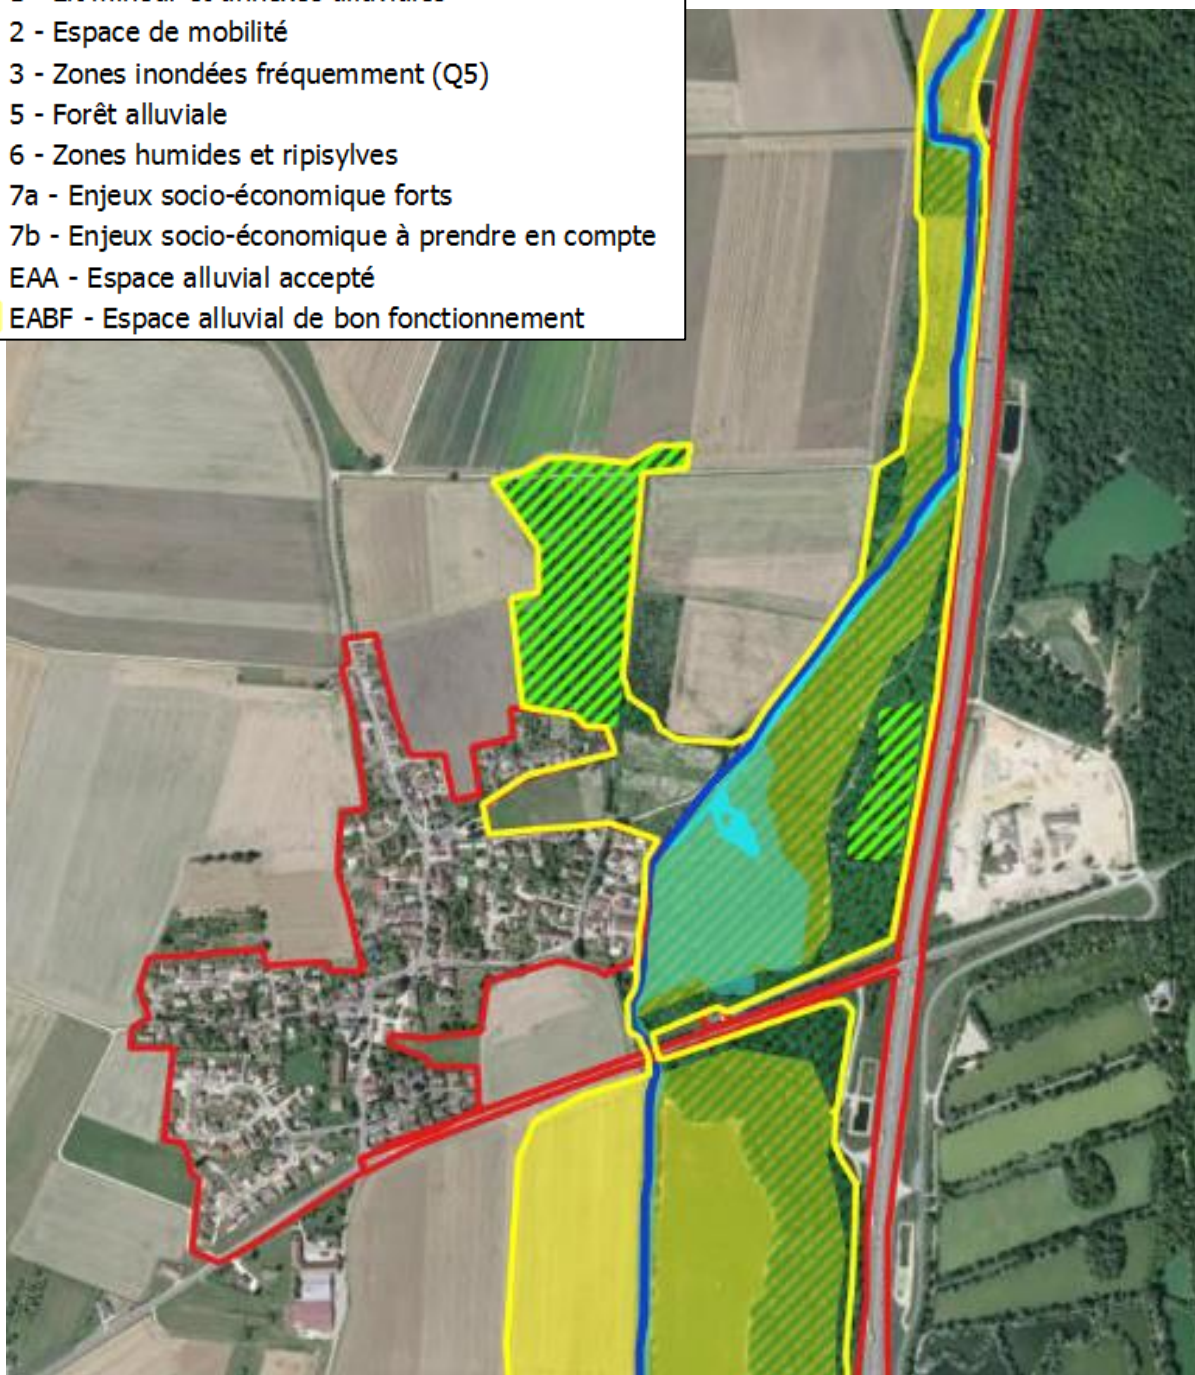 2 - Espace de mobilité
3 - Zones inondées fréquemment (Q5)
5 - Forêt alluviale
6 - Zones humides et ripisylves
7a - Enjeux socio-économique forts
7b - Enjeux socio-économique à prendre en compte
EAA - Espace alluvial accepté
EABF - Espace alluvial de bon fonctionnement